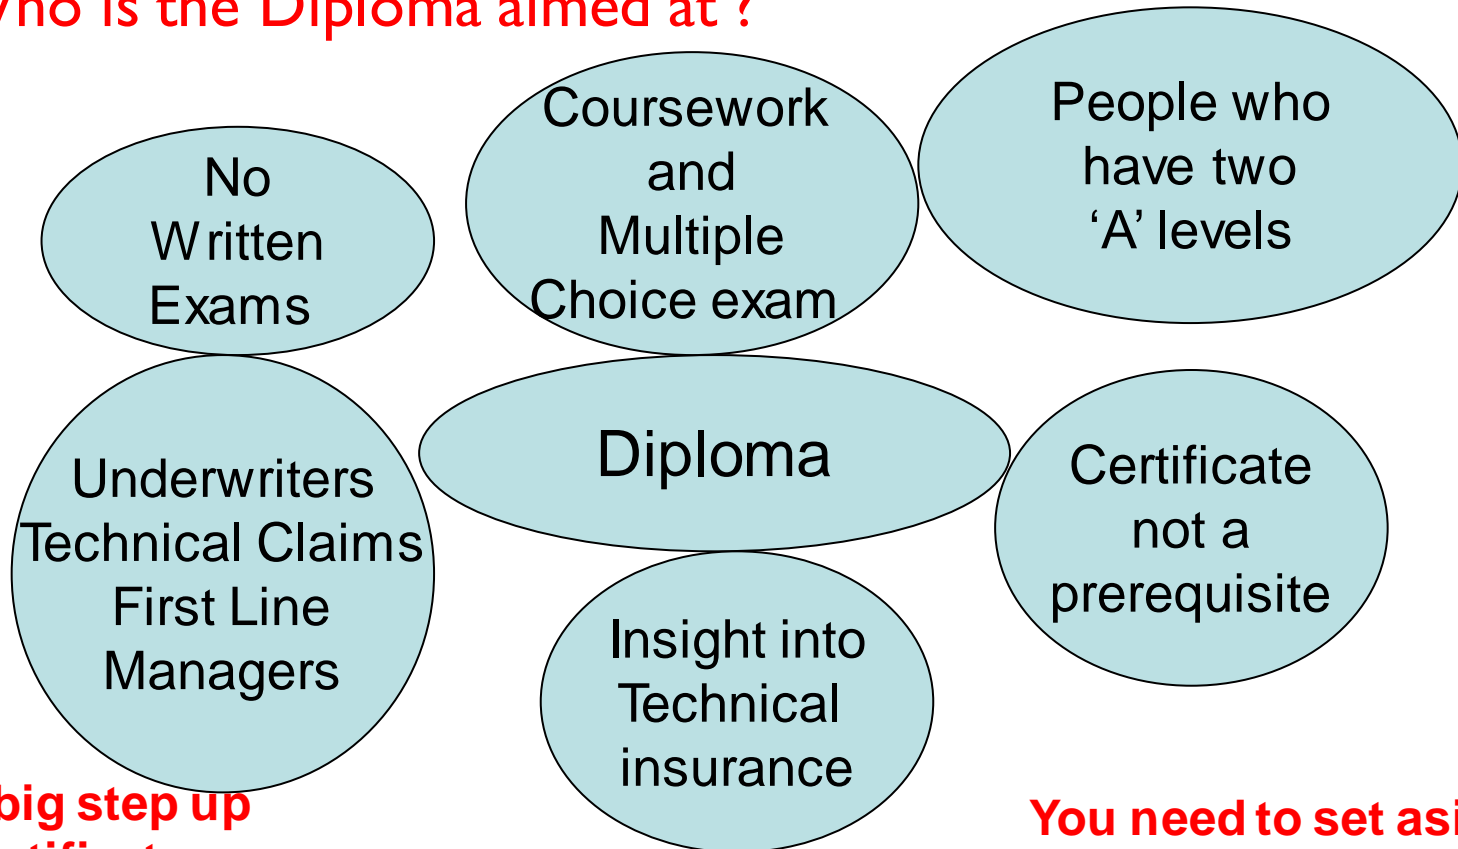 Who is the Diploma aimed at ?
No
Written
Exams
Coursework
and
Multiple
Choice exam
People who
have two
‘A’ levels
Underwriters
Technical Claims
First Line
Managers
Diploma
Certificate
not a
prerequisite
Insight into
Technical
insurance
big step up
You need to set asi